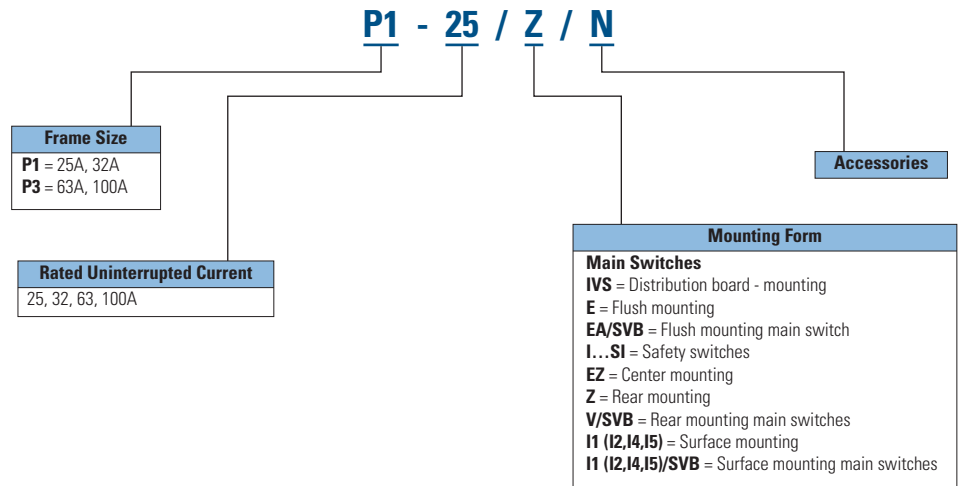 P1 - 25 / Z / N
Frame Size
P1 = 25A, 32A
P3 = 63A, 100A
Accessories
Rated Uninterrupted Current
25, 32, 63, 100A
Mounting Form
Main Switches
IVS = Distribution board - mounting
E = Flush mounting
EA/SVB = Flush mounting main switch
I…SI = Safety switches
EZ = Center mounting
Z = Rear mounting
V/SVB = Rear mounting main switches
I1 (I2,I4,I5) = Surface mounting
I1 (I2,I4,I5)/SVB = Surface mounting main switches